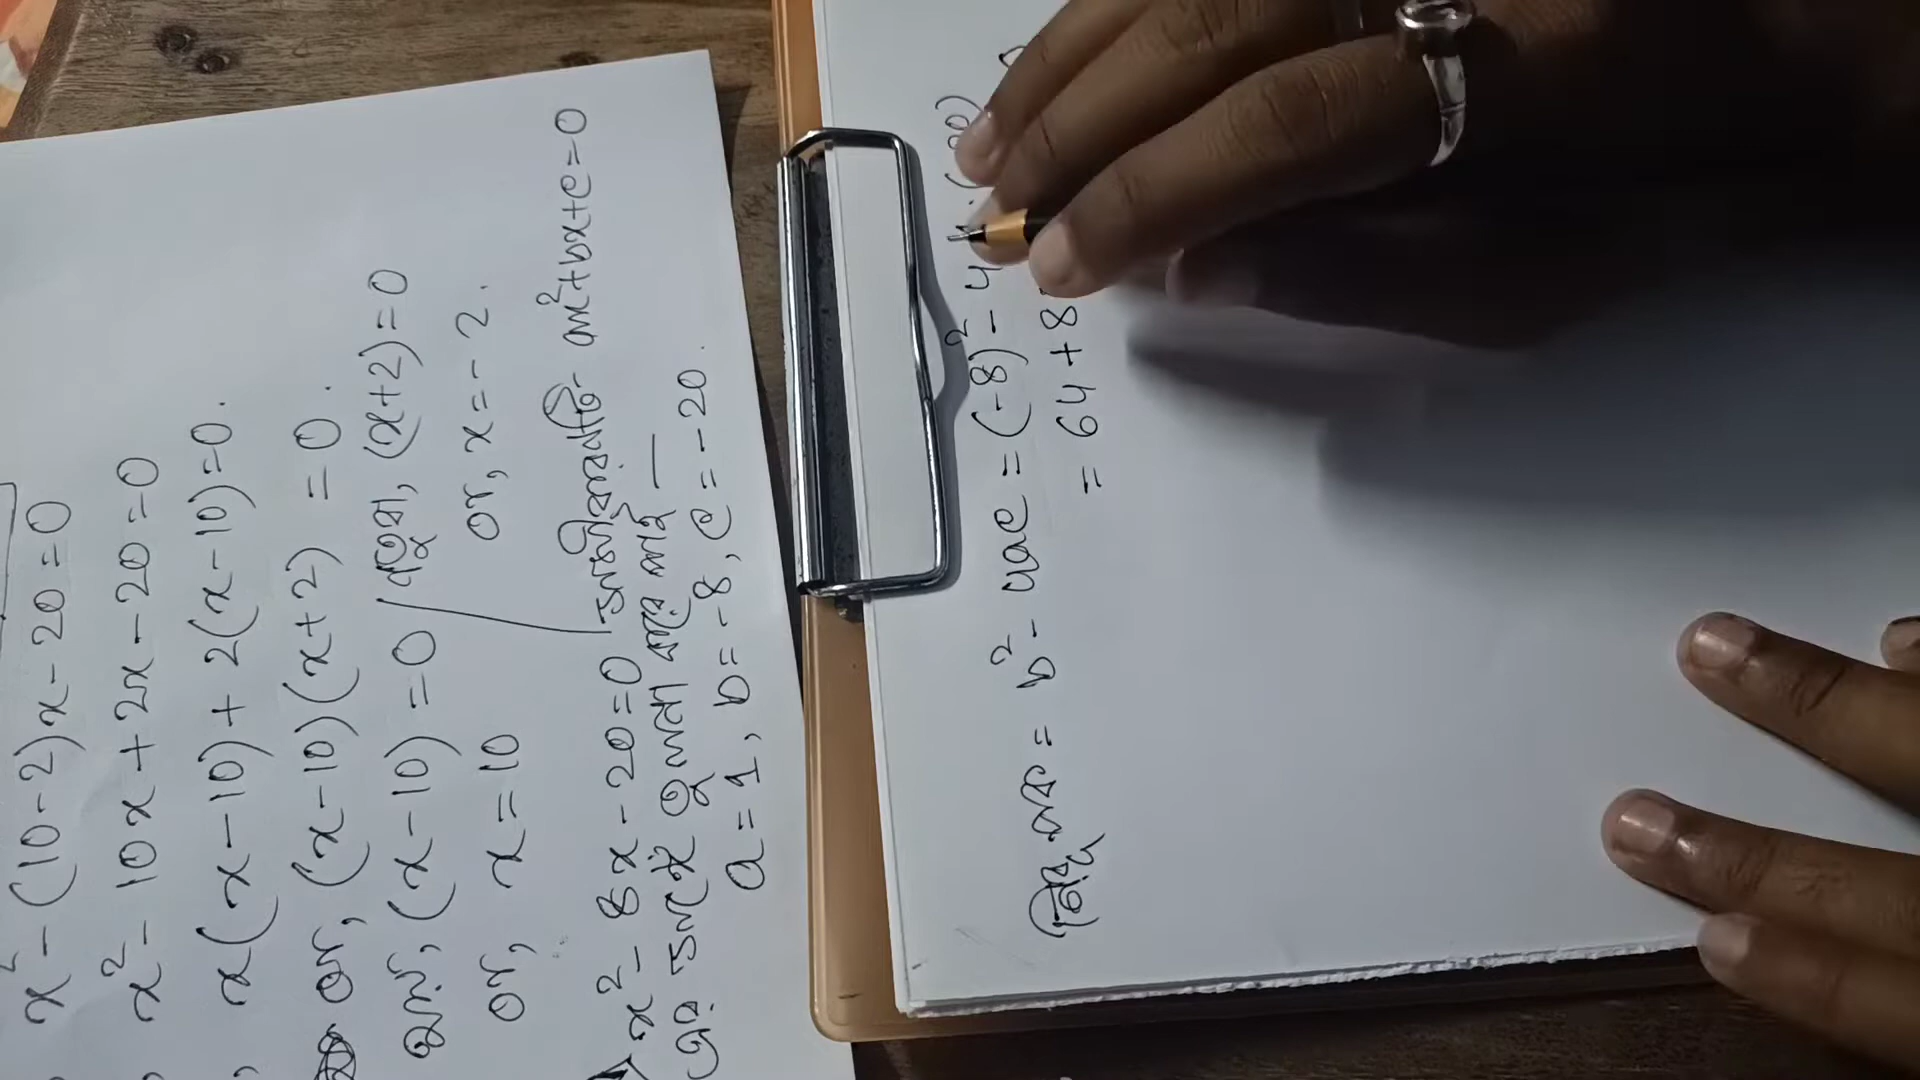 x² - (10-2)x - 20 = 0
, x² - 10x + 2x - 20 = 0
, x(x-10) + 2(x-10) = 0.
or, (x-10)(x+2) = 0.
হয়, (x-10) = 0 / অথবা, (x+2) = 0
or, x = 10 or, x = -2.
x² - 8x - 20 = 0 সমীকরণটি ax² + bx + c = 0
এর সংগে তুলনা করে পাই —
a = 1, b = -8, c = -20.
= b² - 4ac = (-8)² - 4
= 64 + 8